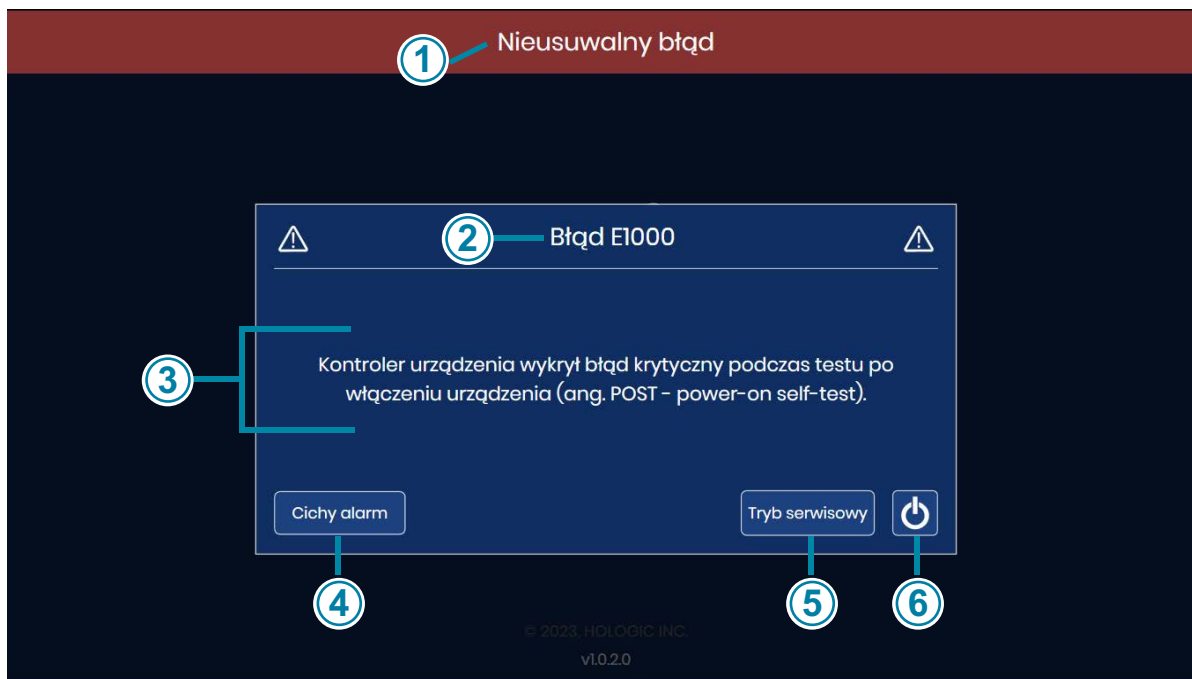 1
Nieusuwalny błąd
2
Błąd E1000
3
Kontroler urządzenia wykrył błąd krytyczny podczas testu po
włączeniu urządzenia (ang. POST - power-on self-test).
Cichy alarm
Tryb serwisowy
4
5
6
© 2023, HOLOGIC INC.
v1.0.2.0